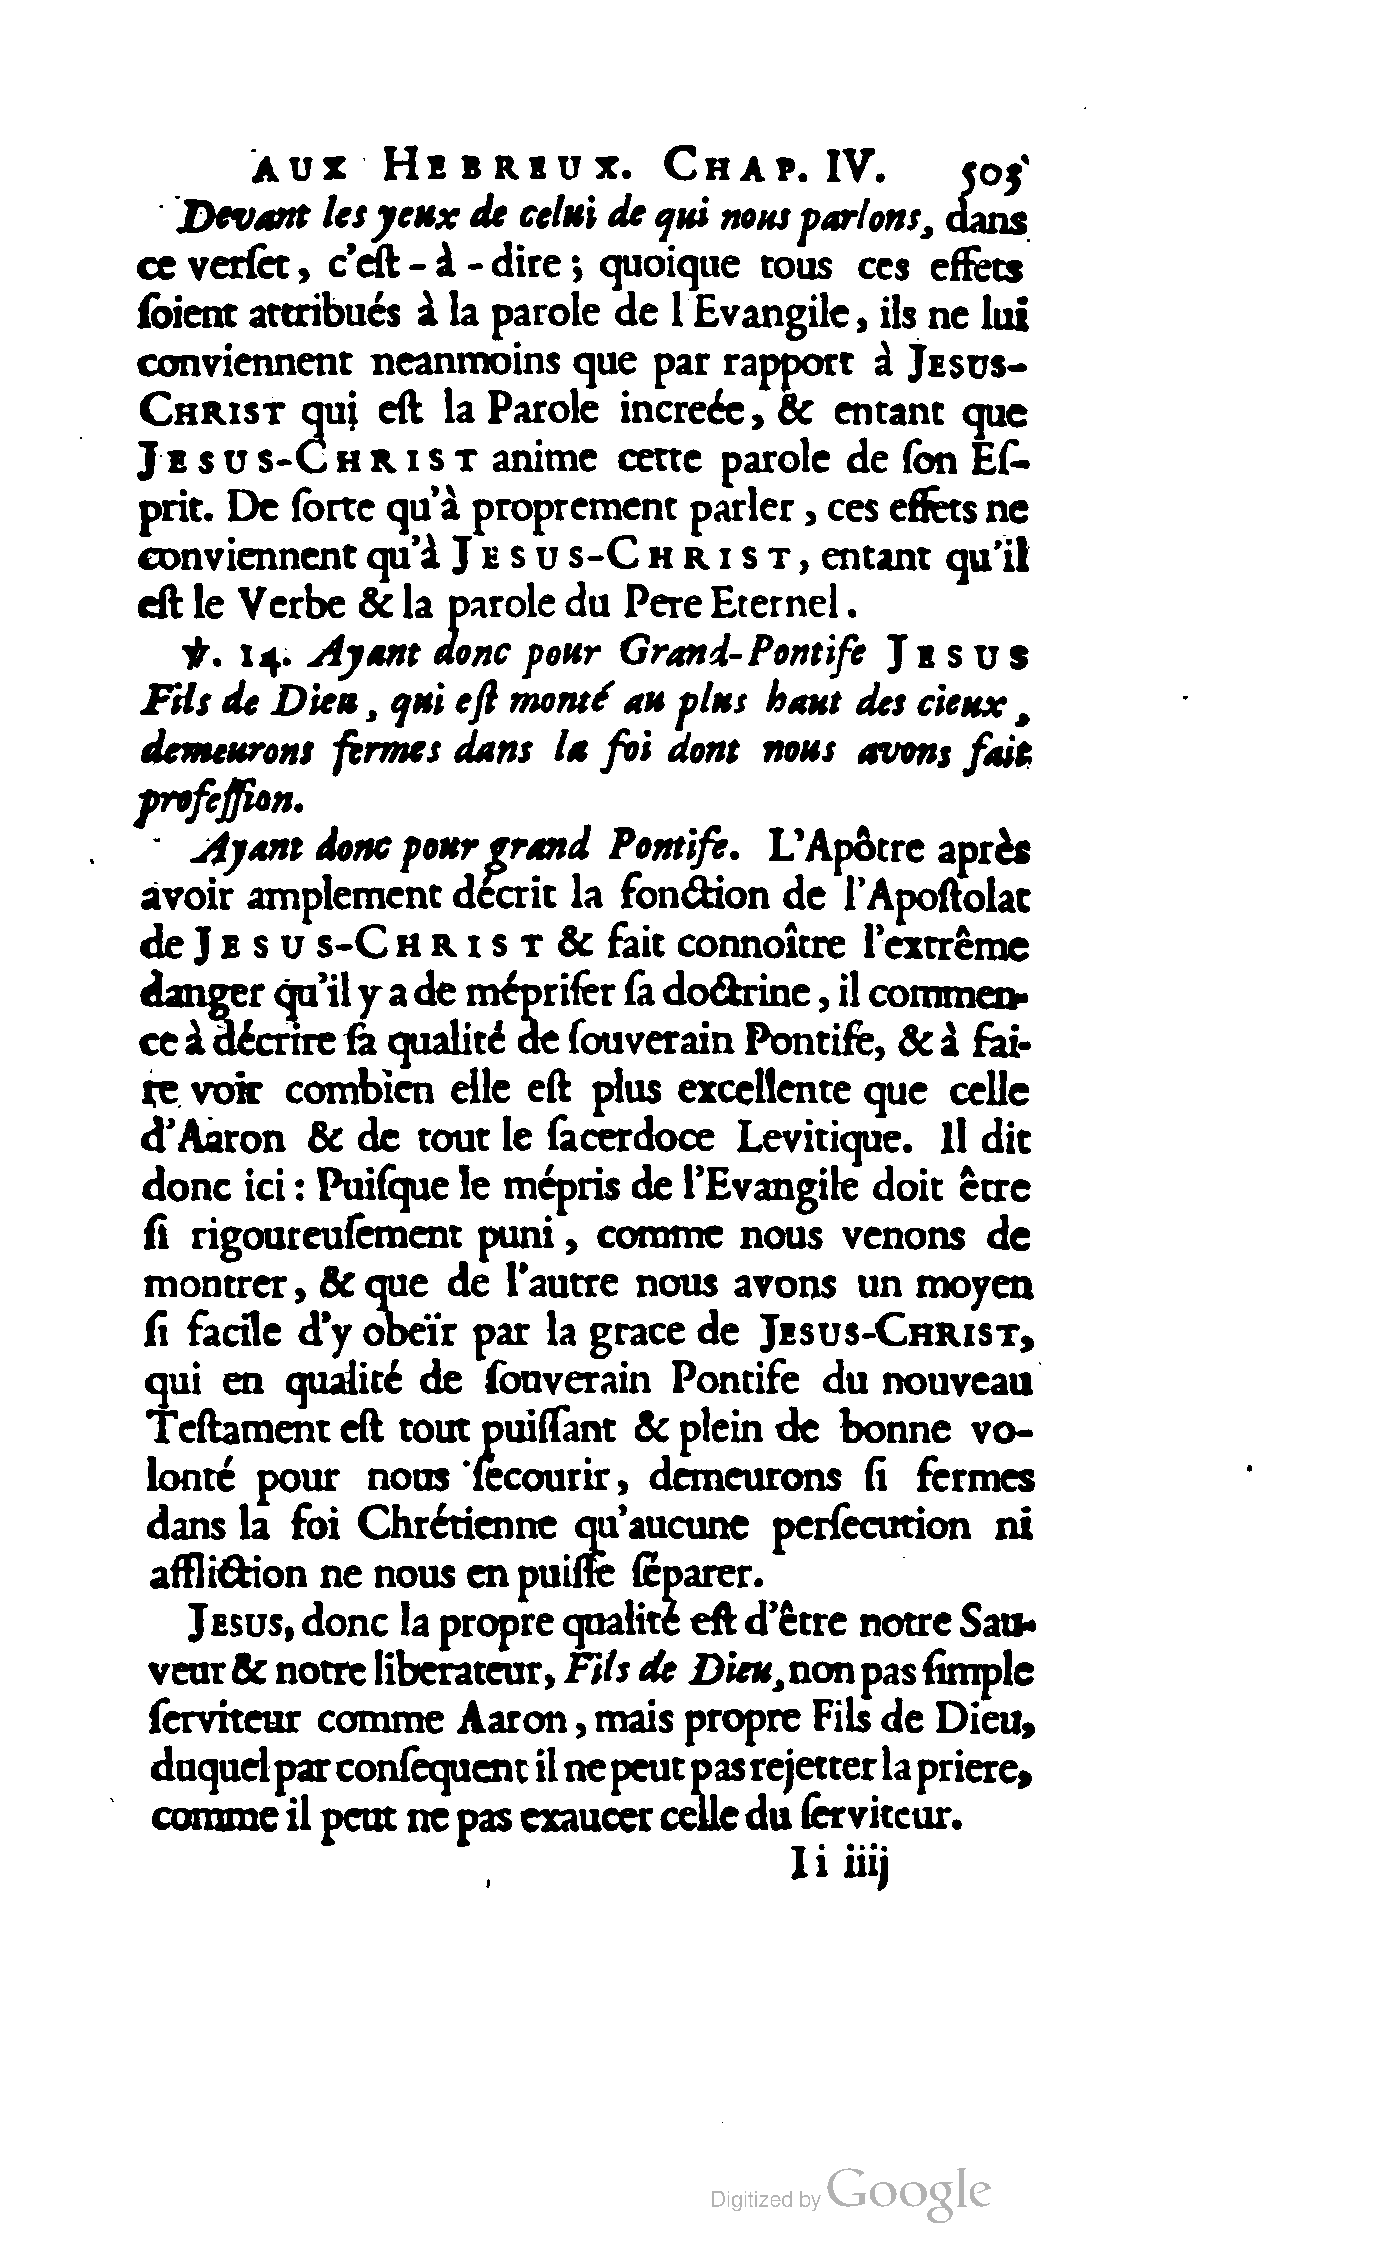 AUX HEBREUX. CHAP. IV. 505
Devant les yeux de celui de qui nous parlons, dans
ce verſet, c'eſt-à-dire; quoique tous ces effets
ſoient attribués à la parole de l Evangile, ils ne lui
conviennent neanmoins que par rapport à JESUS-
CHRIST qui eſt la Parole increée, & entant que
JESUS-CHRIST anime cette parole de ſon Eſ-
prit. De ſorte qu'à proprement parler, ces effets ne
conviennent qu'à JESUS-CHRIST, entant qu'il
eſt le Verbe & la parole du Pere Eternel.
℣. 14. Ayant donc pour Grand-Pontife JESUS
Fils de Dieu, qui eſt monté au plus haut des cieux,
demeurons fermes dans la foi dont nous avons fait
profeſſion.
Ayant donc pour grand Pontife. L'Apôtre après
avoir amplement décrit la fonction de l'Apoſtolat
de JESUS-CHRIST & fait connoître l'extrême
danger qu'il y a de mépriſer ſa doctrine, il commen-
ce à décrire ſa qualité de ſouverain Pontife, & à fai-
re voir combien elle eſt plus excellente que celle
d'Aaron & de tout le ſacerdoce Levitique. Il dit
donc ici: Puiſque le mépris de l'Evangile doit être
ſi rigoureuſement puni, comme nous venons de
montrer, & que de l'autre nous avons un moyen
ſi facile d'y obeïr par la grace de JESUS-CHRIST,
qui en qualité de ſouverain Pontife du nouveau
Teſtament eſt tout puiſſant & plein de bonne vo-
lonté pour nous ſecourir, demeurons ſi fermes
dans la foi Chrétienne qu'aucune perſecution ni
affliction ne nous en puiſſe ſéparer.
JESUS, donc la propre qualité eſt d'être notre Sau-
veur & notre liberateur, Fils de Dieu, non pas ſimple
ſerviteur comme Aaron, mais propre Fils de Dieu,
duquel par conſequent il ne peut pas rejetter la priere,
comme il peut ne pas exaucer celle du ſerviteur.
Ii iiij
Digitized by Google